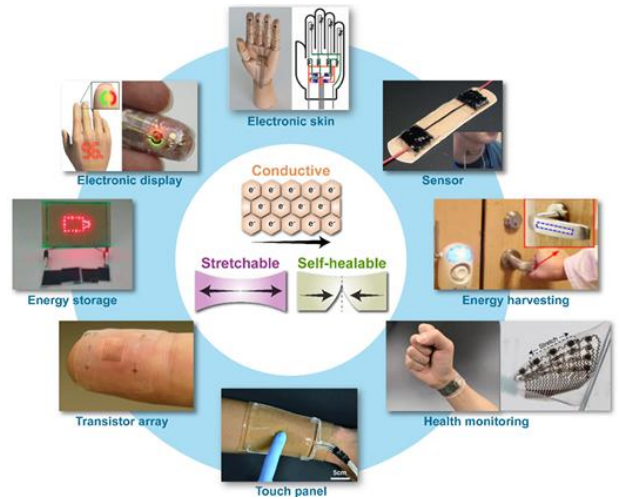 Electronic skin
Electronic display
Sensor
Conductive
e⁻ e⁻ e⁻ e⁻ e⁻
e⁻ e⁻ e⁻ e⁻
e⁻ e⁻ e⁻ e⁻ e⁻
Stretchable
Self-healable
Energy storage
Energy harvesting
Transistor array
Stretch
Health monitoring
5cm
Touch panel